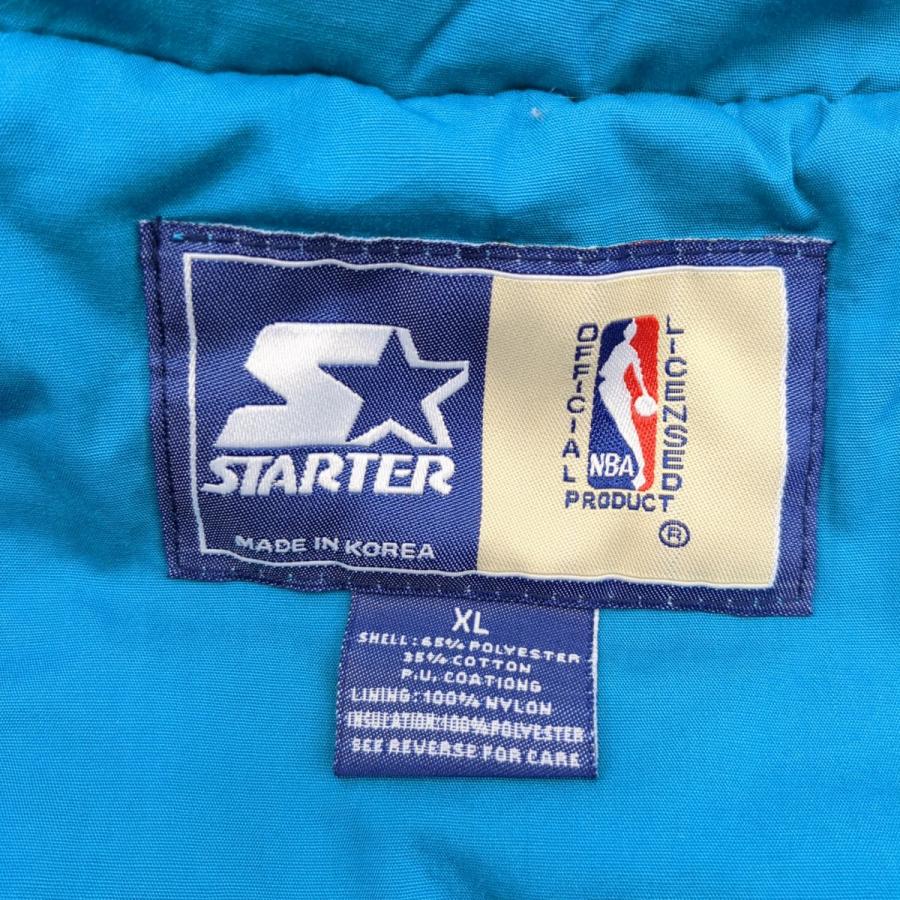 STARTER
MADE IN KOREA
OFFICIAL
LICENSED
NBA
PRODUCT
®
XL
SHELL: 65% POLYESTER
35% COTTON
P.U. COATIONG
LINING: 100% NYLON
INSULATION:100%POLYESTER
SEE REVERSE FOR CARE